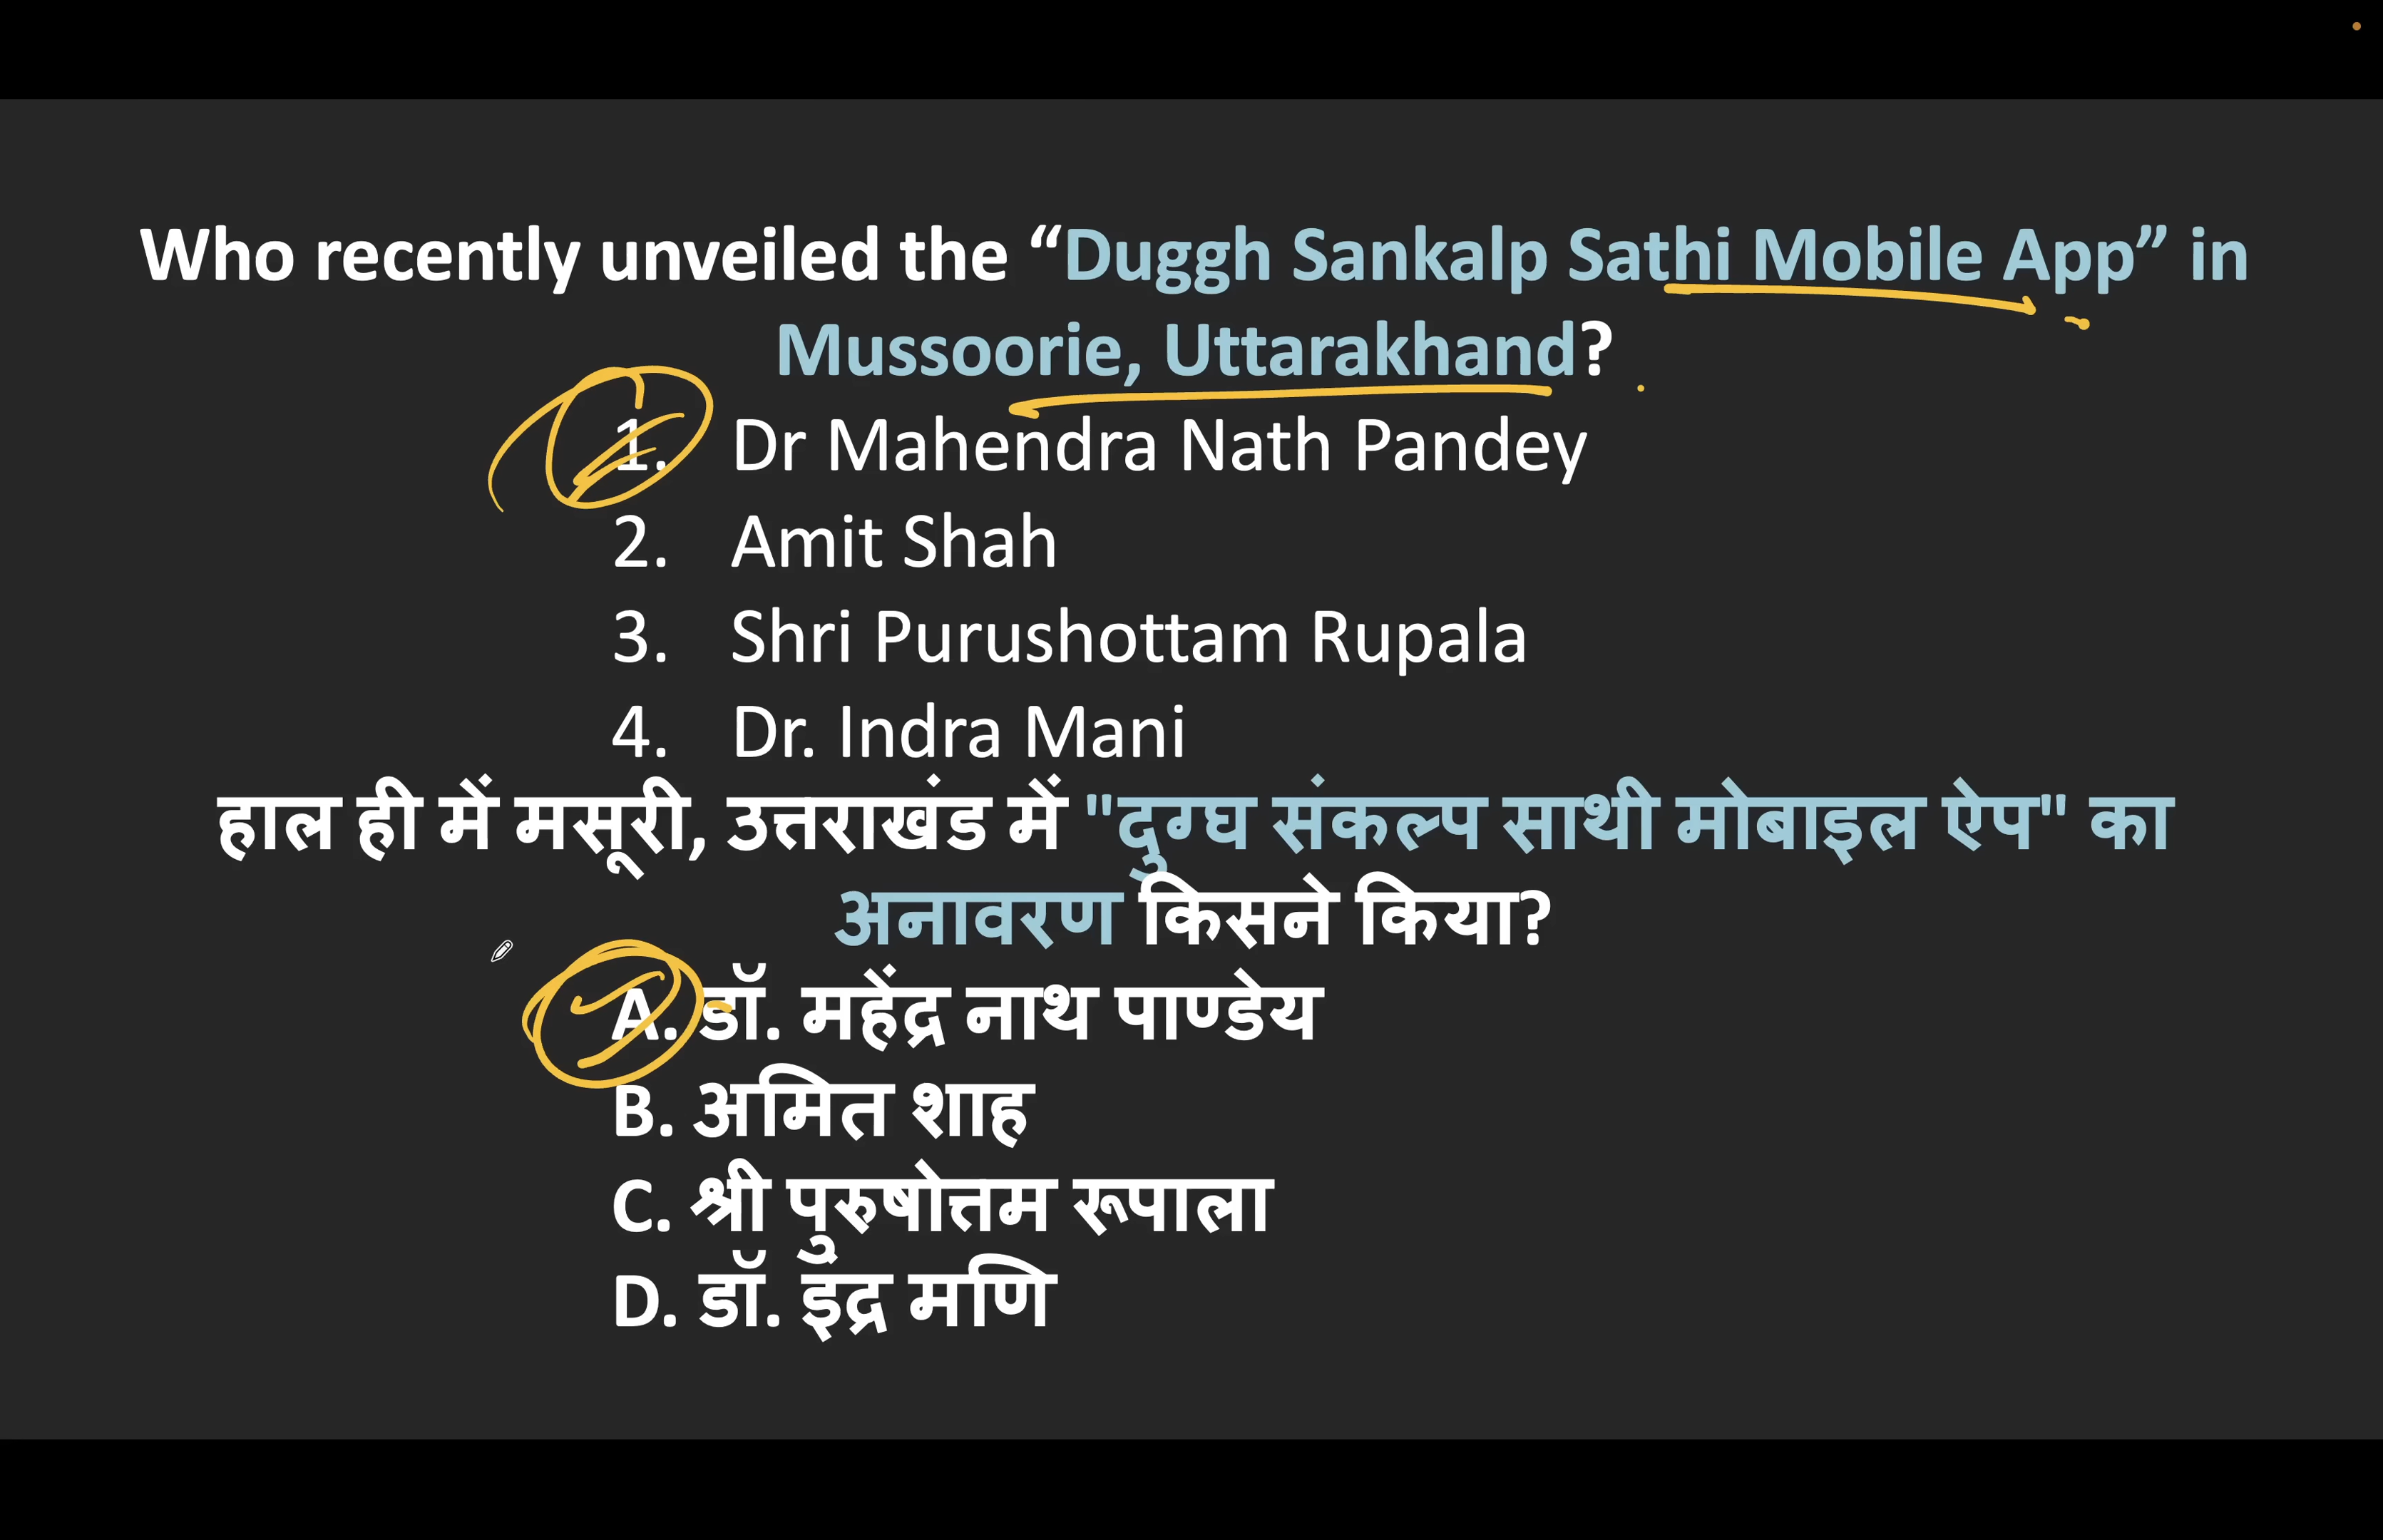 Who recently unveiled the “Duggh Sankalp Sathi Mobile App” in
Mussoorie, Uttarakhand?
1. Dr Mahendra Nath Pandey
2. Amit Shah
3. Shri Purushottam Rupala
4. Dr. Indra Mani
हाल ही में मसूरी, उत्तराखंड में "दुग्घ संकल्प साथी मोबाइल ऐप" का
अनावरण किसने किया?
A. डॉ. महेंद्र नाथ पाण्डेय
B. अमित शाह
C. श्री पुरुषोत्तम रूपाला
D. डॉ. इंद्र मणि